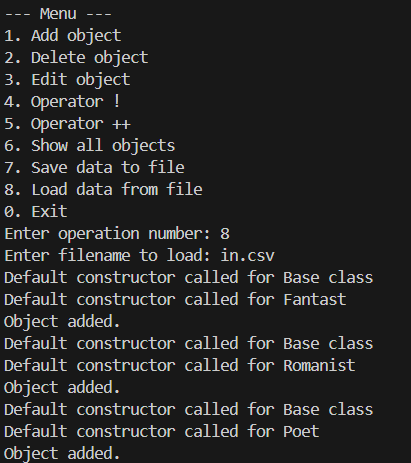 --- Menu ---
1. Add object
2. Delete object
3. Edit object
4. Operator !
5. Operator ++
6. Show all objects
7. Save data to file
8. Load data from file
0. Exit
Enter operation number: 8
Enter filename to load: in.csv
Default constructor called for Base class
Default constructor called for Fantast
Object added.
Default constructor called for Base class
Default constructor called for Romanist
Object added.
Default constructor called for Base class
Default constructor called for Poet
Object added.